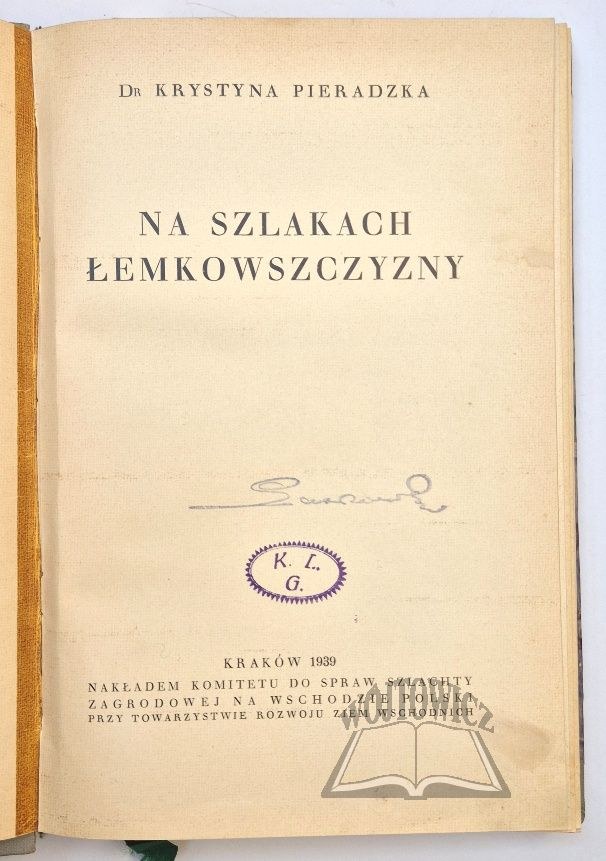 Dr KRYSTYNA PIERADZKA
NA SZLAKACH
ŁEMKOWSZCZYZNY
K. L.
G.
KRAKÓW 1939
NAKŁADEM KOMITETU DO SPRAW SZLACHTY
ZAGRODOWEJ NA WSCHODZIE POLSKI
PRZY TOWARZYSTWIE ROZWOJU ZIEM WSCHODNICH
WÓJTOWICZ